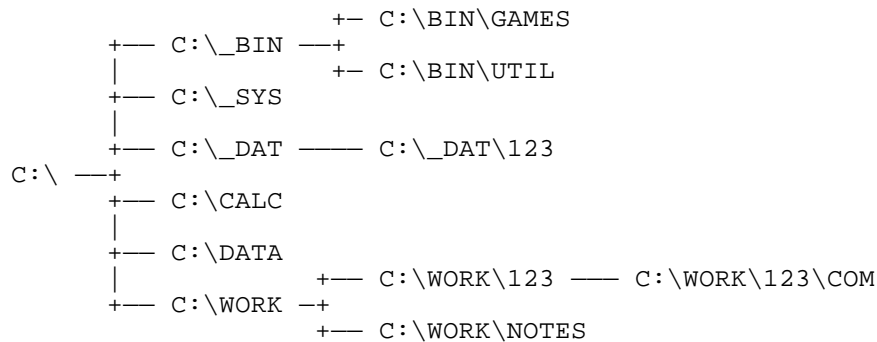 +— C:\BIN\GAMES
+—— C:\_BIN ——+
| +— C:\BIN\UTIL
+—— C:\_SYS
|
+—— C:\_DAT ———— C:\_DAT\123
C:\ ——+
+—— C:\CALC
|
+—— C:\DATA
| +—— C:\WORK\123 ——— C:\WORK\123\COM
+—— C:\WORK —+
+—— C:\WORK\NOTES